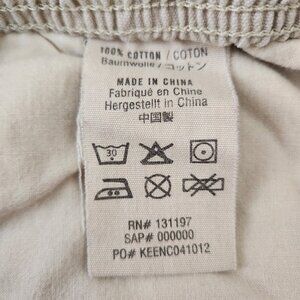 100% COTTON / COTON
Baumwolle / コットン
MADE IN CHINA
Fabriqué en Chine
Hergestellt in China
中国製
30
RN# 131197
SAP# 000000
PO# KEENC041012